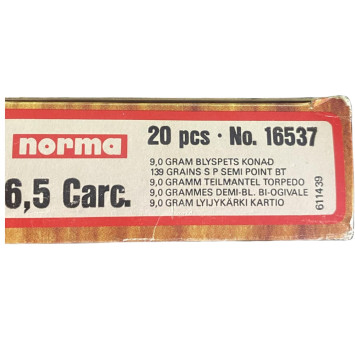 norma
20 pcs · No. 16537
9,0 GRAM BLYSPETS KONAD
139 GRAINS S P SEMI POINT BT
9,0 GRAMM TEILMANTEL TORPEDO
9,0 GRAMMES DEMI-BL. BI-OGIVALE
9,0 GRAM LYIJYKÄRKI KARTIO
6,5 Carc.
611439